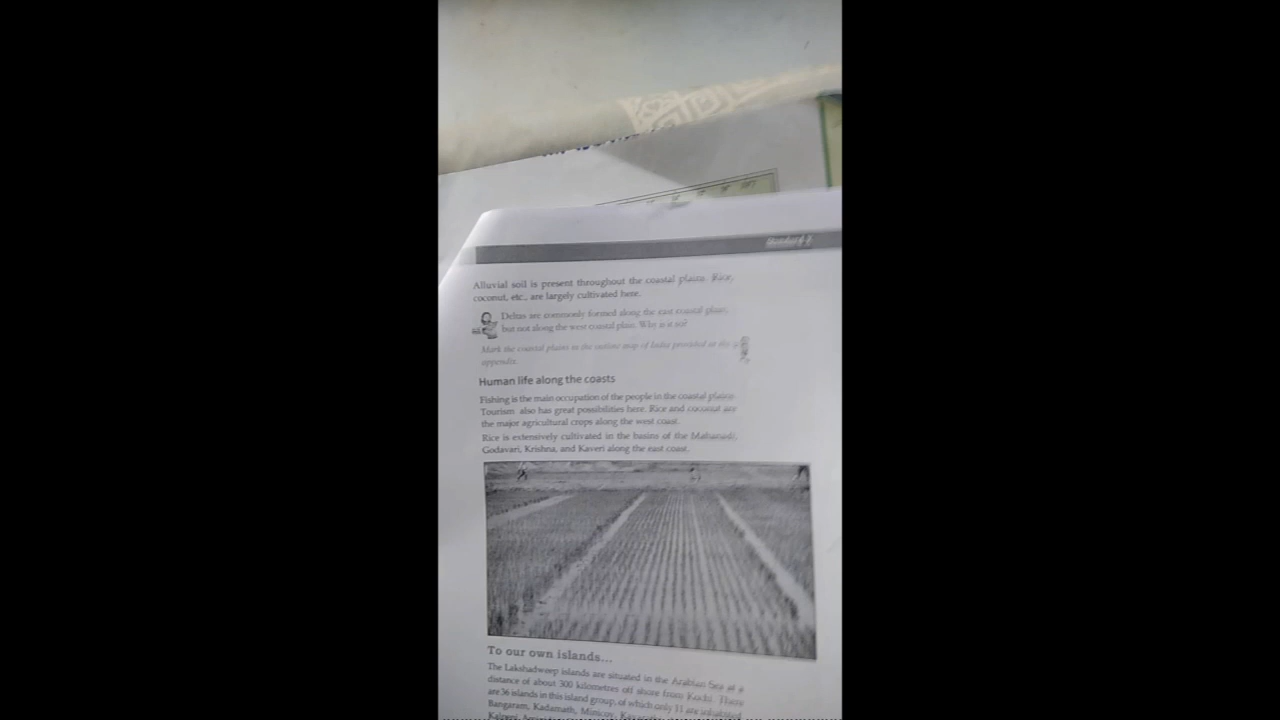 Standard-9
Alluvial soil is present throughout the coastal plains. Rice,
coconut, etc., are largely cultivated here.
Deltas are commonly formed along the east coastal plain,
but not along the west coastal plain. Why is it so?
Mark the coastal plains in the outline map of India provided in the
appendix.
Human life along the coasts
Fishing is the main occupation of the people in the coastal plains.
Tourism also has great possibilities here. Rice and coconut are
the major agricultural crops along the west coast.
Rice is extensively cultivated in the basins of the Mahanadi,
Godavari, Krishna, and Kaveri along the east coast.
To our own islands...
The Lakshadweep islands are situated in the Arabian Sea at a
distance of about 300 kilometres off shore from Kochi. There
are 36 islands in this island group, of which only 11 are inhabited.
Bangaram, Kadamath, Minicoy,